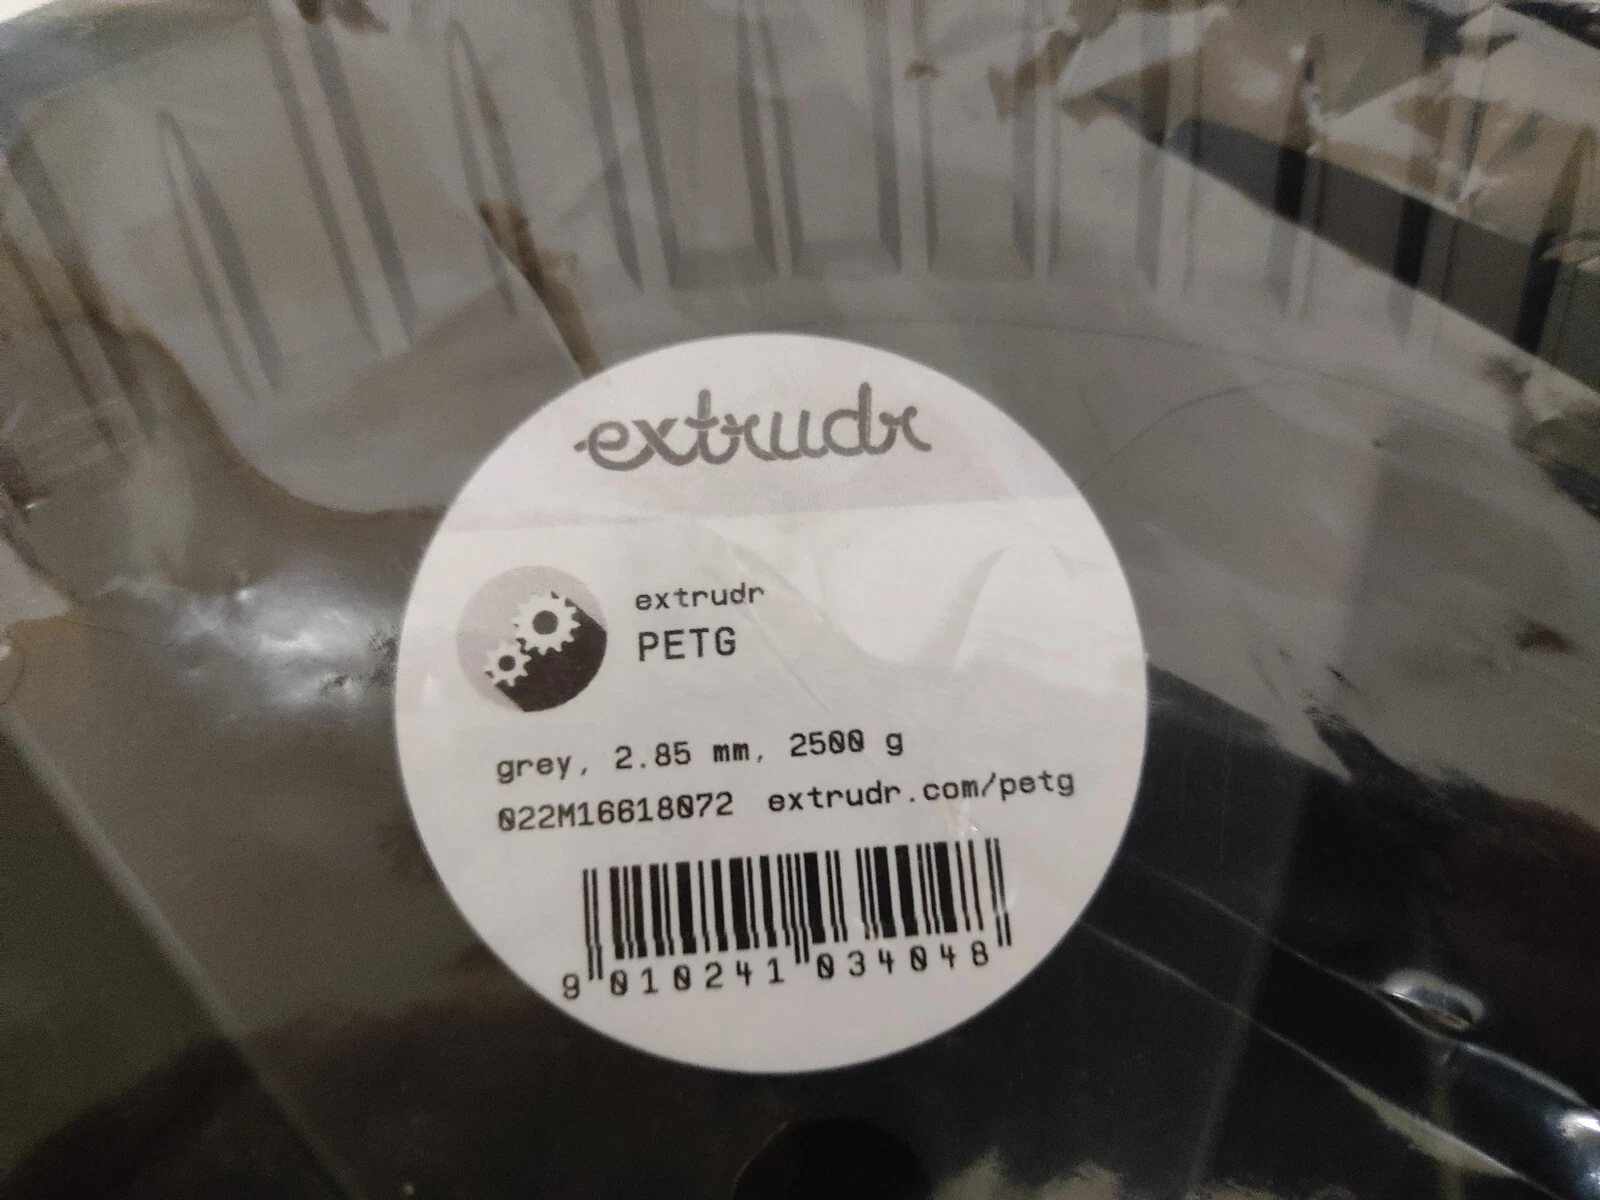 extrudr
extrudr
PETG
grey, 2.85 mm, 2500 g
022M16618072 extrudr.com/petg
9 010241 034048